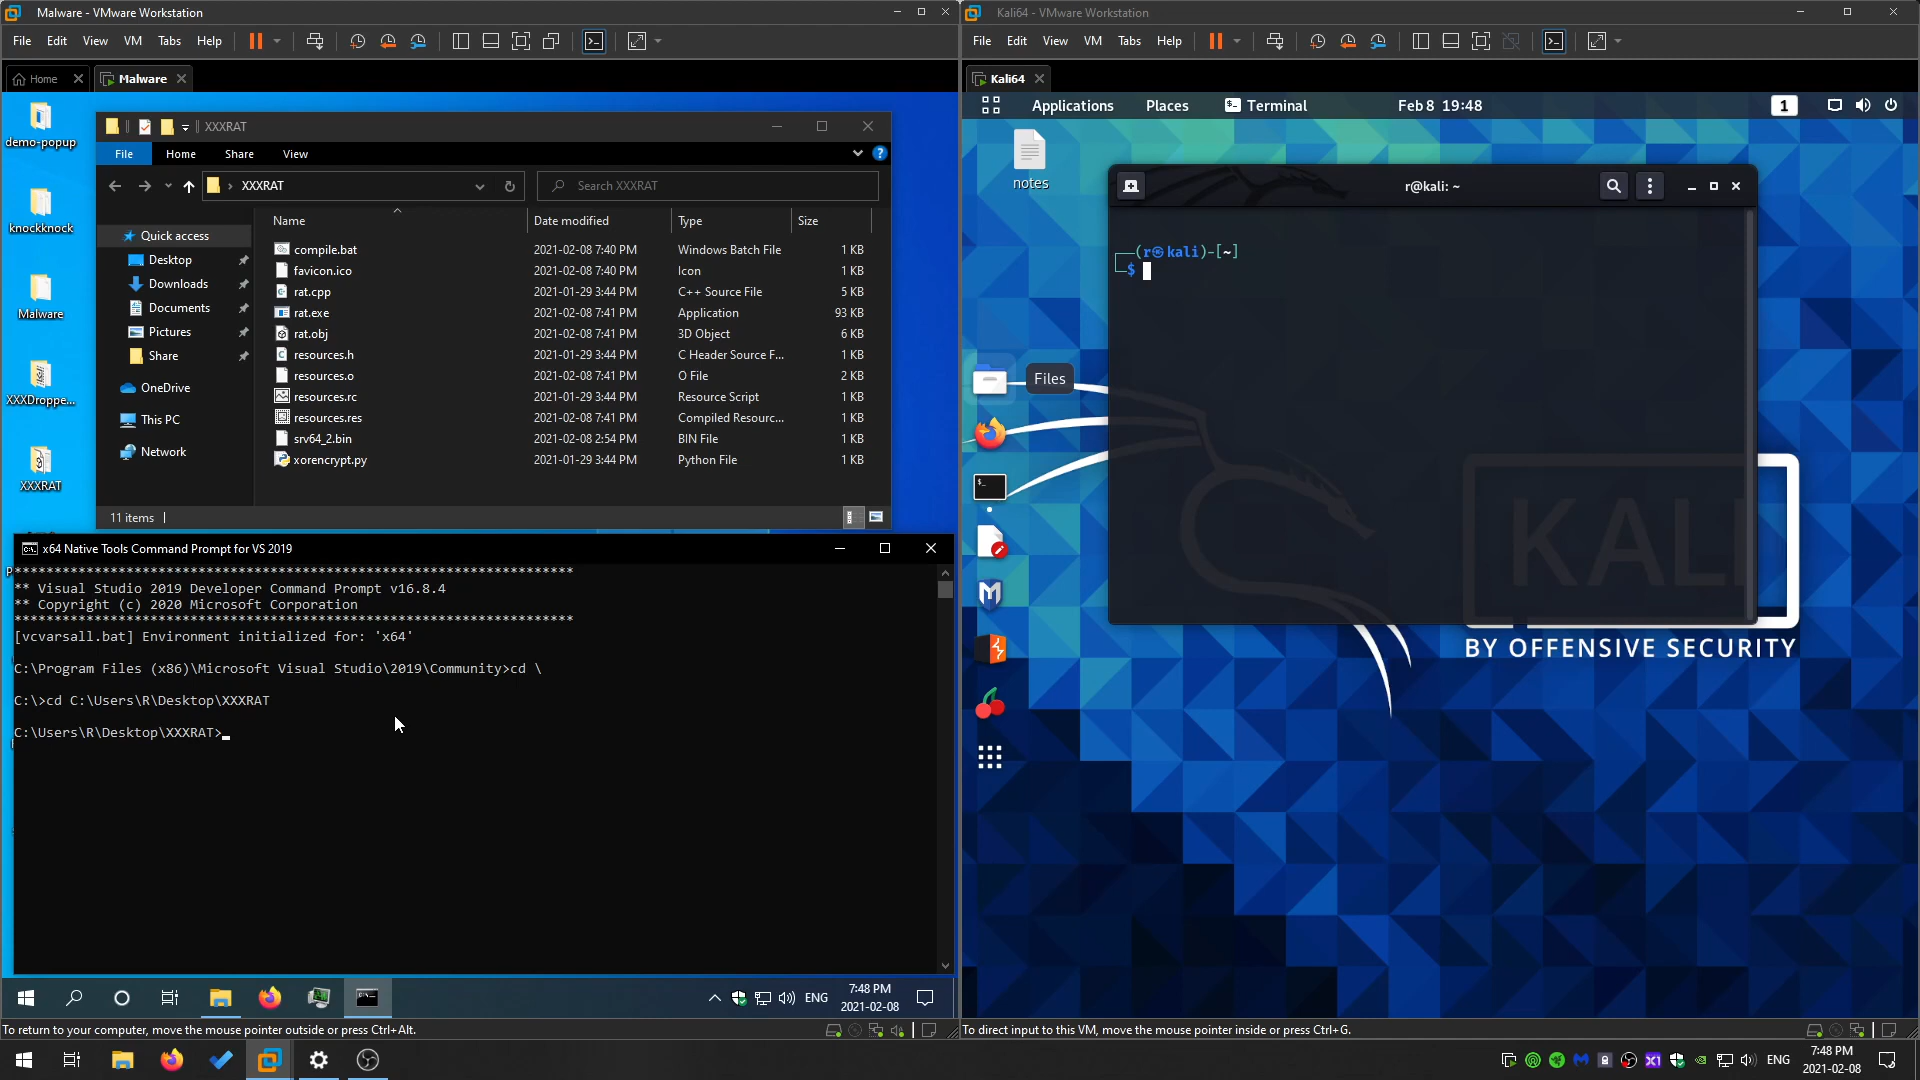 Malware - VMware Workstation
File Edit View VM Tabs Help
Home
Malware
demo-popup
knockknock
Malware
XXXDroppe...
XXXRAT
XXXRAT
File Home Share View
XXXRAT
Search XXXRAT
Name Date modified Type Size
Quick access
Desktop
Downloads
Documents
Pictures
Share
OneDrive
This PC
Network
compile.bat 2021-02-08 7:40 PM Windows Batch File 1 KB
favicon.ico 2021-02-08 7:40 PM Icon 1 KB
rat.cpp 2021-01-29 3:44 PM C++ Source File 5 KB
rat.exe 2021-02-08 7:41 PM Application 93 KB
rat.obj 2021-02-08 7:41 PM 3D Object 6 KB
resources.h 2021-01-29 3:44 PM C Header Source F... 1 KB
resources.o 2021-02-08 7:41 PM O File 2 KB
resources.rc 2021-01-29 3:44 PM Resource Script 1 KB
resources.res 2021-02-08 7:41 PM Compiled Resourc... 1 KB
srv64_2.bin 2021-02-08 2:54 PM BIN File 1 KB
xorencrypt.py 2021-01-29 3:44 PM Python File 1 KB
11 items
x64 Native Tools Command Prompt for VS 2019
**********************************************************************
** Visual Studio 2019 Developer Command Prompt v16.8.4
** Copyright (c) 2020 Microsoft Corporation
**********************************************************************
[vcvarsall.bat] Environment initialized for: 'x64'
C:\Program Files (x86)\Microsoft Visual Studio\2019\Community>cd \
C:\>cd C:\Users\R\Desktop\XXXRAT
C:\Users\R\Desktop\XXXRAT>
ENG
7:48 PM
2021-02-08
To return to your computer, move the mouse pointer outside or press Ctrl+Alt.
Kali64 - VMware Workstation
File Edit View VM Tabs Help
Kali64
Applications Places Terminal Feb 8 19:48 1
notes
r@kali: ~
(r㉿kali)-[~]
$
Files
KALI
BY OFFENSIVE SECURITY
To direct input to this VM, move the mouse pointer inside or press Ctrl+G.
ENG
7:48 PM
2021-02-08